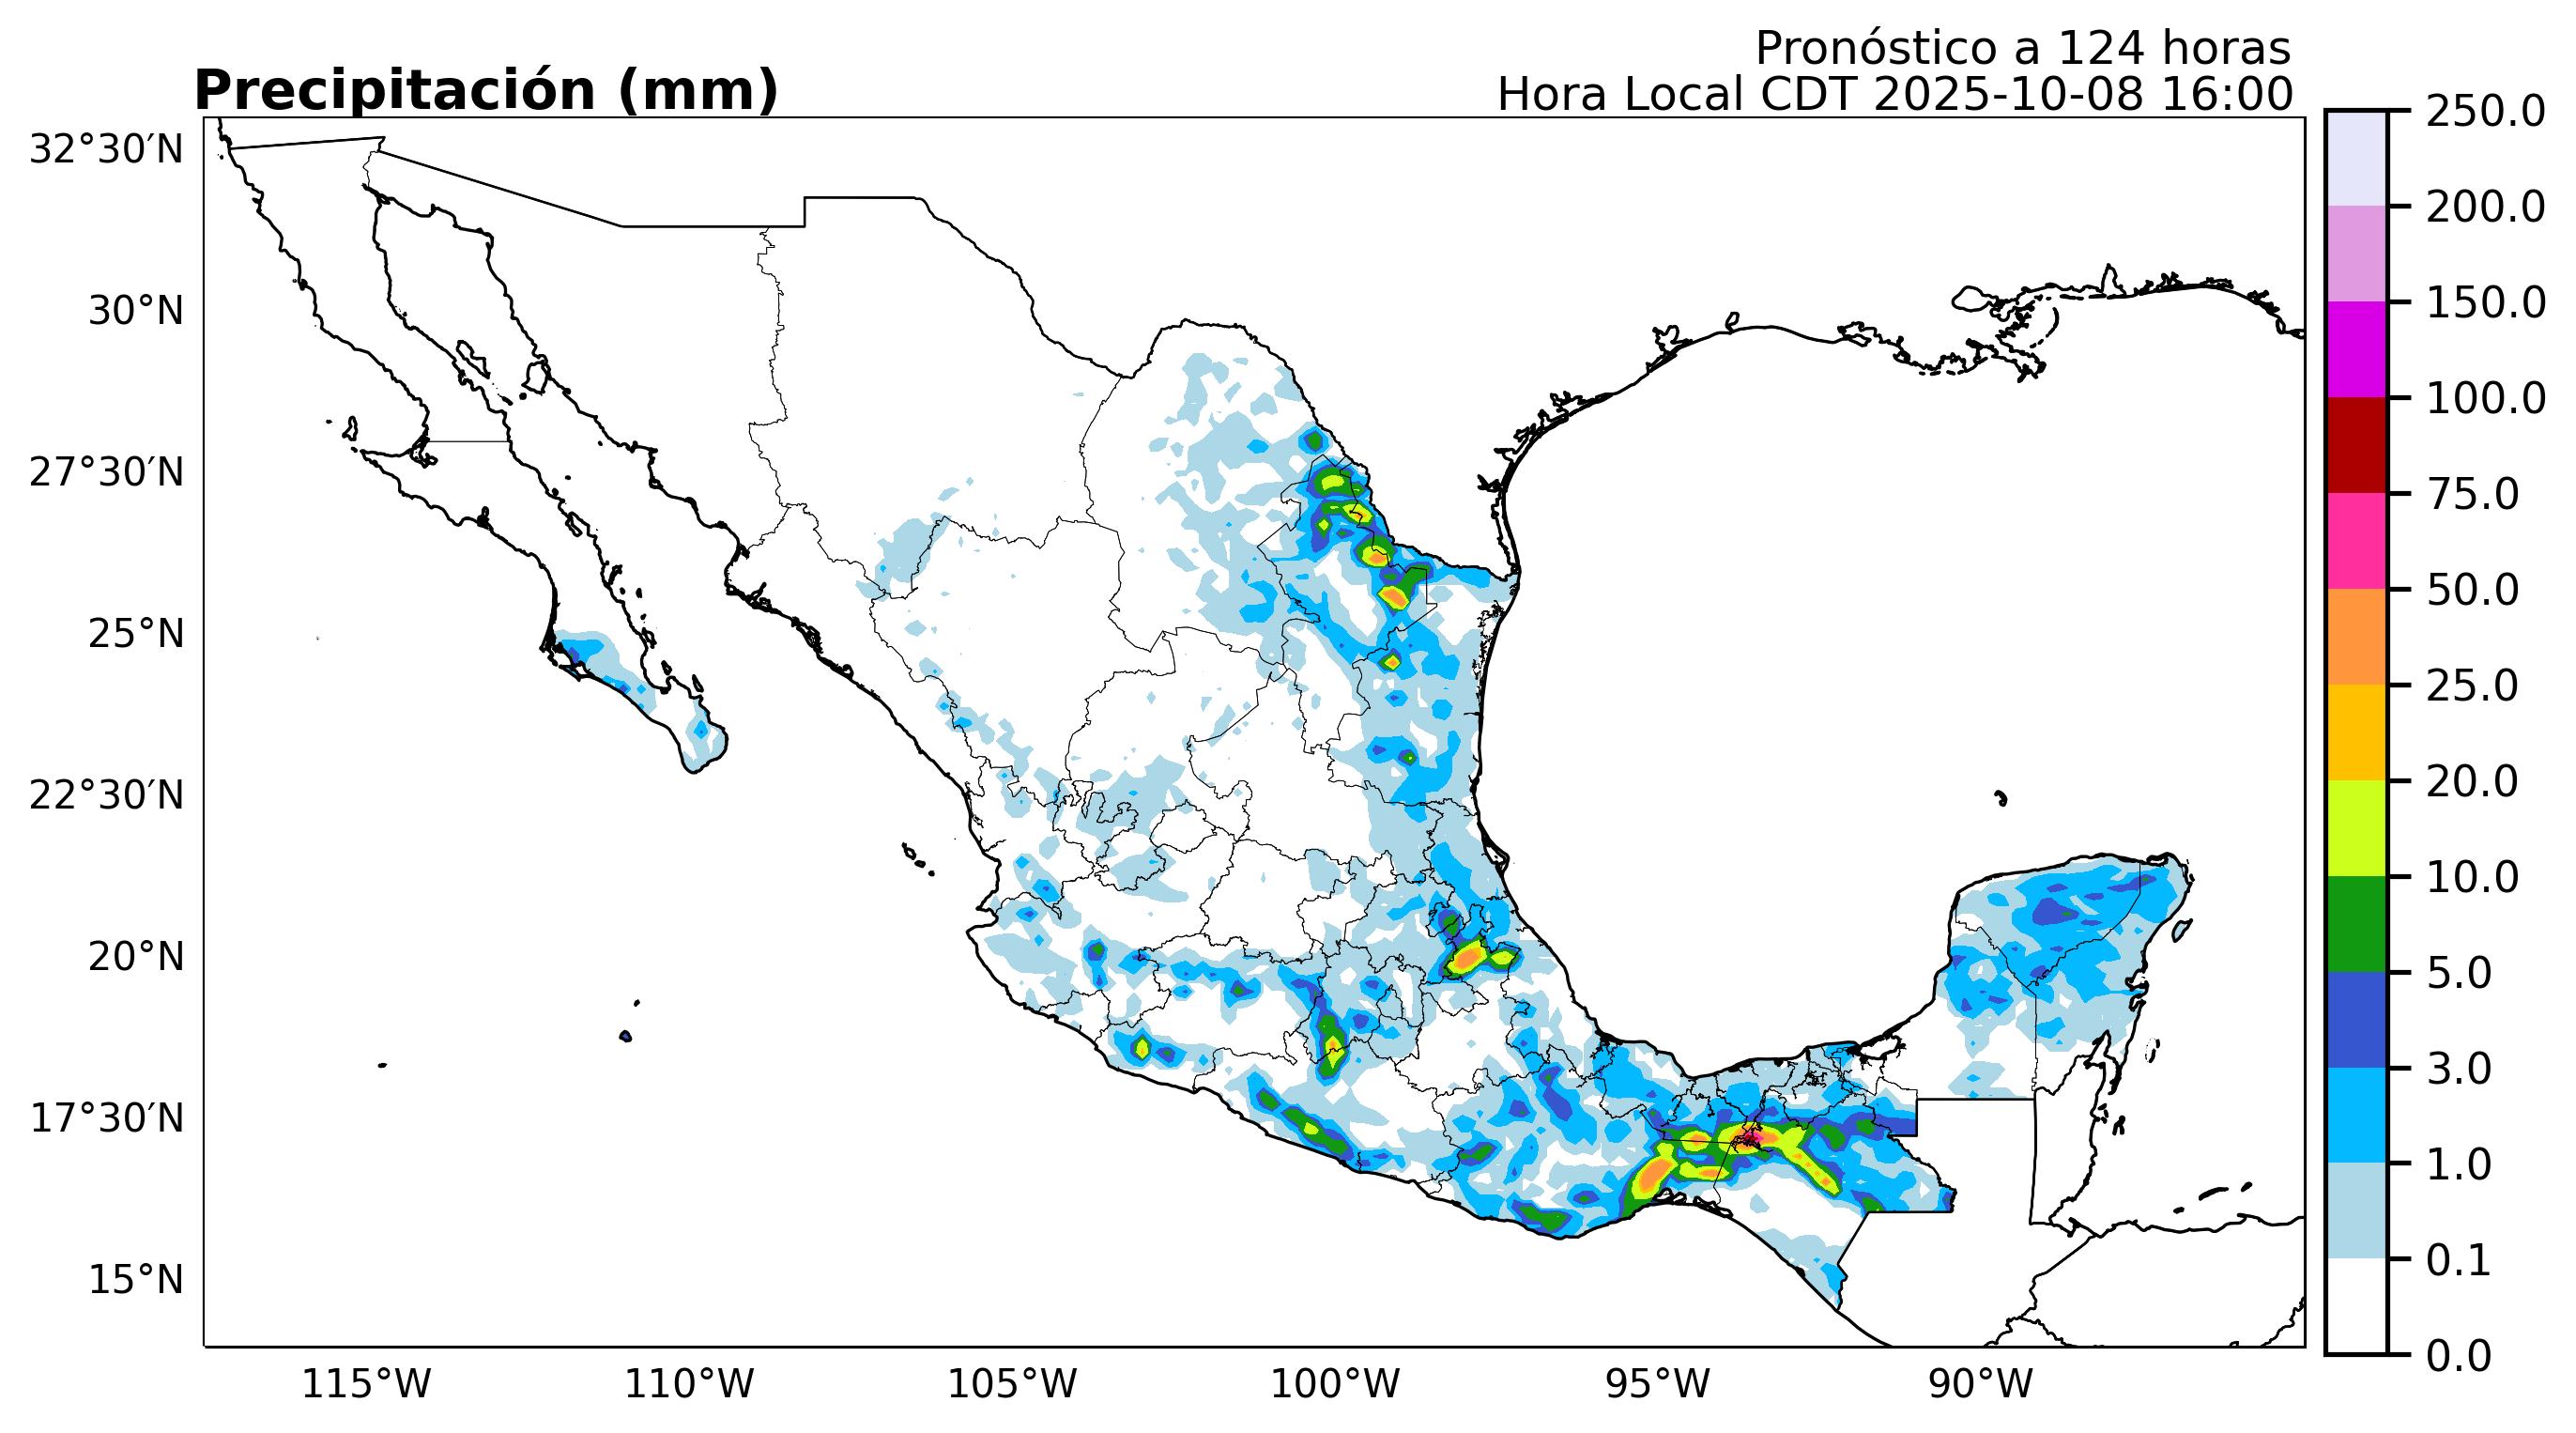 Pronóstico a 124 horas
Precipitación (mm)
Hora Local CDT 2025-10-08 16:00
32°30′N
30°N
27°30′N
25°N
22°30′N
20°N
17°30′N
15°N
115°W
110°W
105°W
100°W
95°W
90°W
250.0
200.0
150.0
100.0
75.0
50.0
25.0
20.0
10.0
5.0
3.0
1.0
0.1
0.0